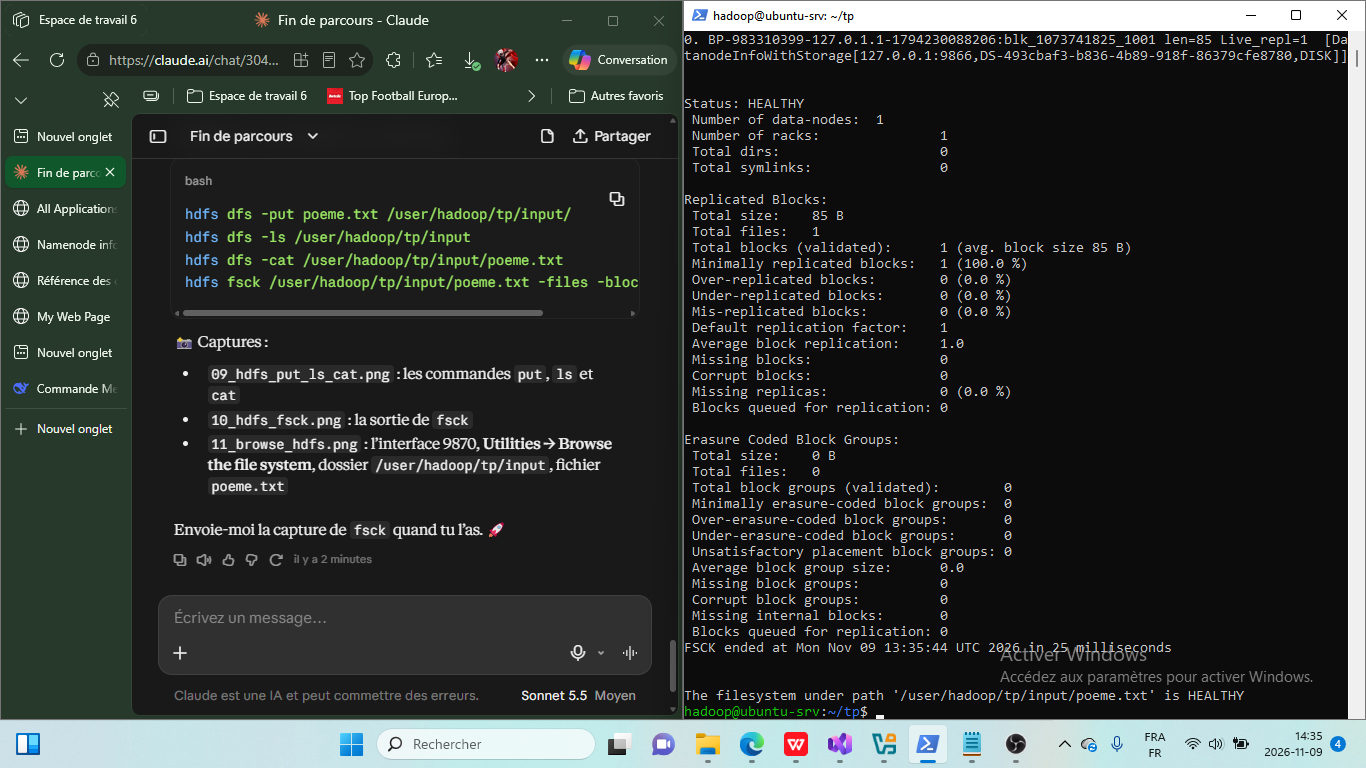 Espace de travail 6
Fin de parcours - Claude
https://claude.ai/chat/304...
Conversation
Espace de travail 6
Top Football Europ...
Autres favoris
Nouvel onglet
Fin de parco
All Applications
Namenode info
Référence des
My Web Page
Nouvel onglet
Commande Me
Nouvel onglet
Fin de parcours
Partager
bash
hdfs dfs -put poeme.txt /user/hadoop/tp/input/
hdfs dfs -ls /user/hadoop/tp/input
hdfs dfs -cat /user/hadoop/tp/input/poeme.txt
hdfs fsck /user/hadoop/tp/input/poeme.txt -files -bloc
Captures :
09_hdfs_put_ls_cat.png : les commandes put, ls et
cat
10_hdfs_fsck.png : la sortie de fsck
11_browse_hdfs.png : l'interface 9870, Utilities → Browse
the file system, dossier /user/hadoop/tp/input, fichier
poeme.txt
Envoie-moi la capture de fsck quand tu l'as. 🚀
il y a 2 minutes
Écrivez un message...
Claude est une IA et peut commettre des erreurs.
Sonnet 5.5 Moyen
hadoop@ubuntu-srv: ~/tp
0. BP-983310399-127.0.1.1-1794230088206:blk_1073741825_1001 len=85 Live_repl=1 [Da
tanodeInfoWithStorage[127.0.0.1:9866,DS-493cbaf3-b836-4b89-918f-86379cfe8780,DISK]]
Status: HEALTHY
Number of data-nodes: 1
Number of racks: 1
Total dirs: 0
Total symlinks: 0
Replicated Blocks:
Total size: 85 B
Total files: 1
Total blocks (validated): 1 (avg. block size 85 B)
Minimally replicated blocks: 1 (100.0 %)
Over-replicated blocks: 0 (0.0 %)
Under-replicated blocks: 0 (0.0 %)
Mis-replicated blocks: 0 (0.0 %)
Default replication factor: 1
Average block replication: 1.0
Missing blocks: 0
Corrupt blocks: 0
Missing replicas: 0 (0.0 %)
Blocks queued for replication: 0
Erasure Coded Block Groups:
Total size: 0 B
Total files: 0
Total block groups (validated): 0
Minimally erasure-coded block groups: 0
Over-erasure-coded block groups: 0
Under-erasure-coded block groups: 0
Unsatisfactory placement block groups: 0
Average block group size: 0.0
Missing block groups: 0
Corrupt block groups: 0
Missing internal blocks: 0
Blocks queued for replication: 0
FSCK ended at Mon Nov 09 13:35:44 UTC 2026 in 25 milliseconds
Activer Windows
Accédez aux paramètres pour activer Windows.
The filesystem under path '/user/hadoop/tp/input/poeme.txt' is HEALTHY
hadoop@ubuntu-srv:~/tp$
Rechercher
FRA
FR
14:35
2026-11-09
4